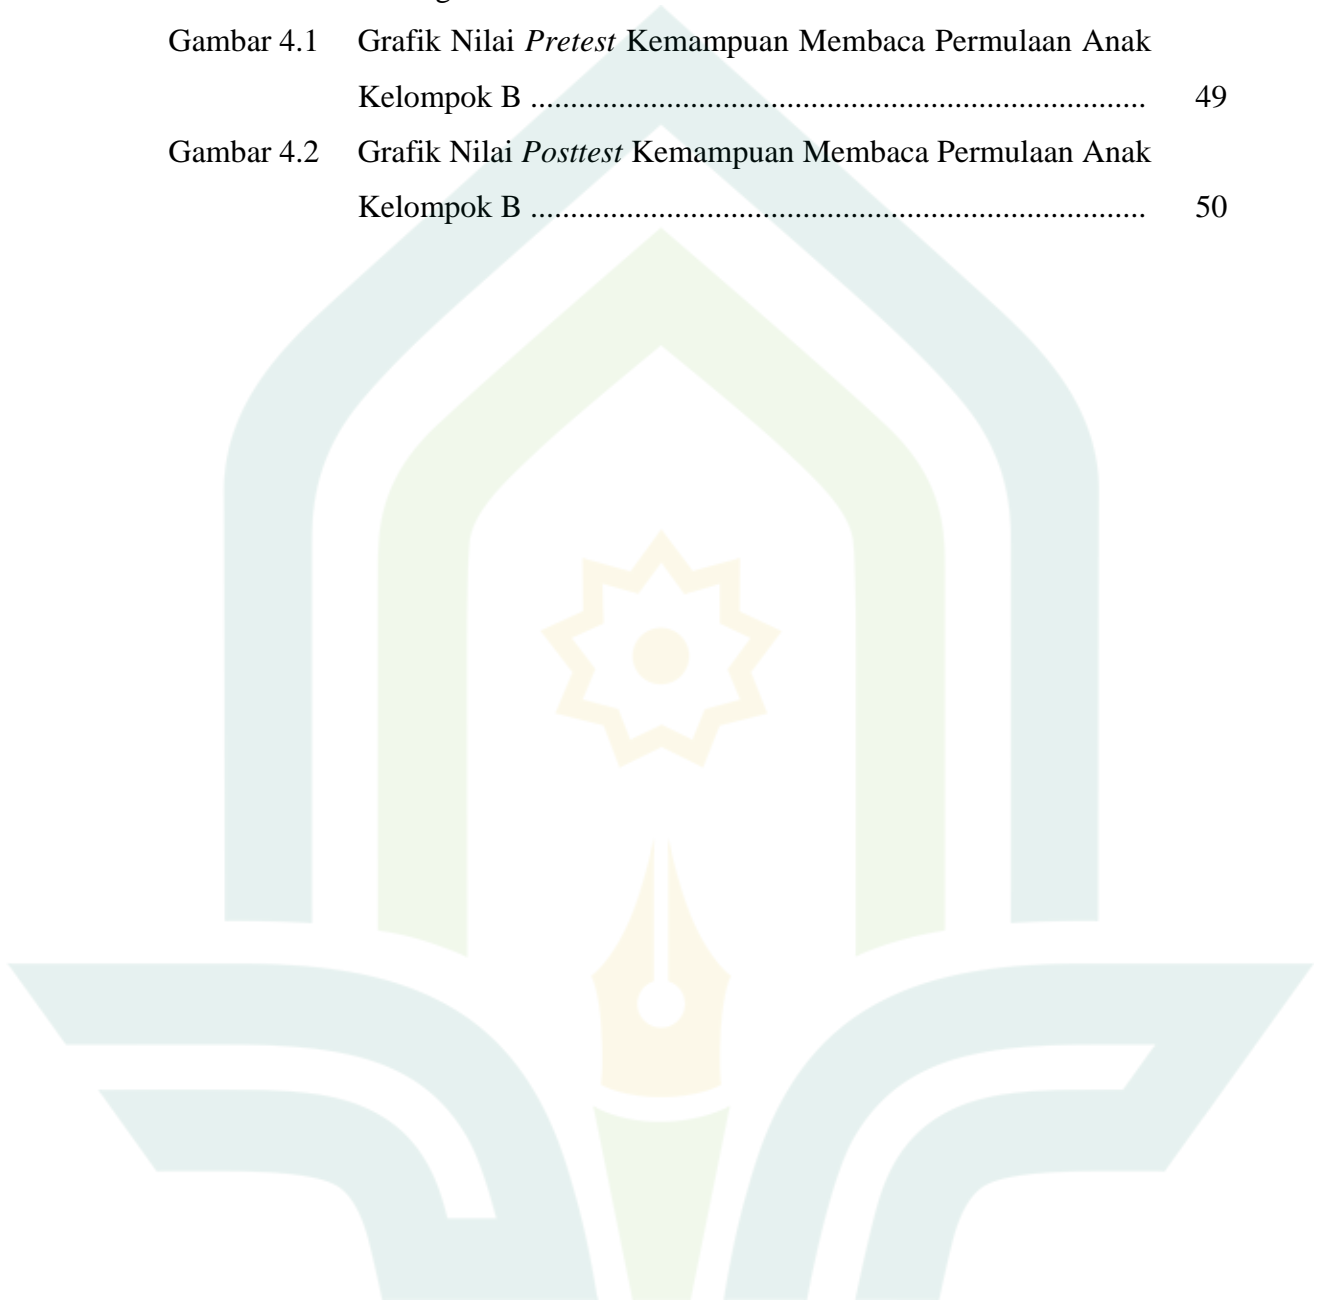 Gambar 4.1 Grafik Nilai Pretest Kemampuan Membaca Permulaan Anak
Kelompok B .............................................................................. 49
Gambar 4.2 Grafik Nilai Posttest Kemampuan Membaca Permulaan Anak
Kelompok B .............................................................................. 50